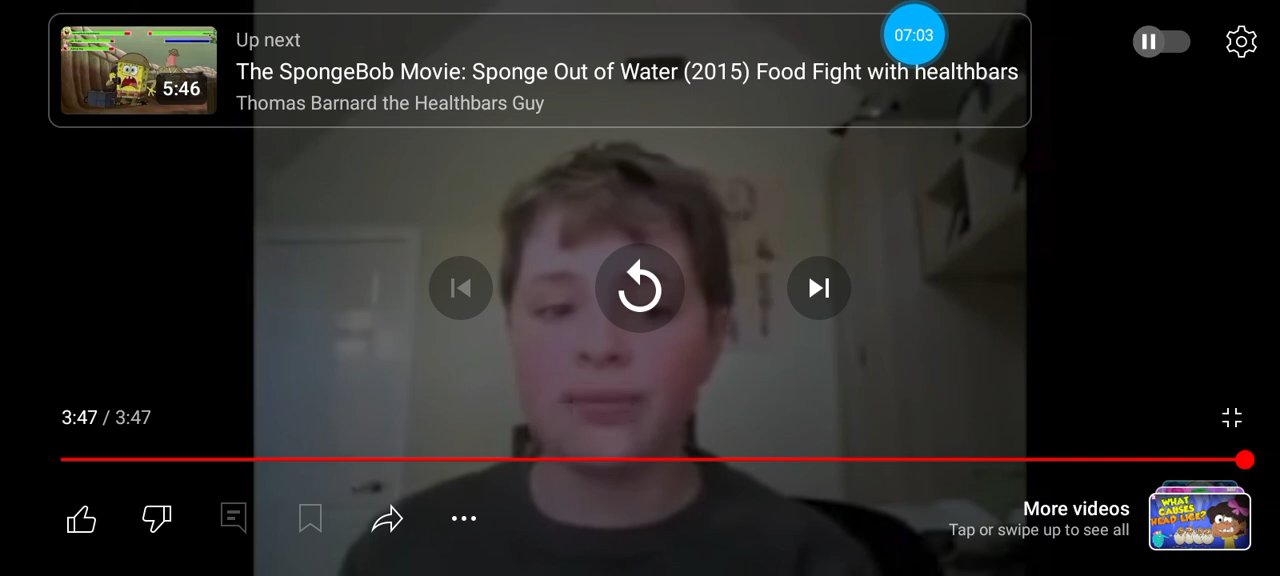 Up next
07:03
The SpongeBob Movie: Sponge Out of Water (2015) Food Fight with healthbars
5:46
Thomas Barnard the Healthbars Guy
3:47 / 3:47
More videos
Tap or swipe up to see all
WHAT
CAUSES
HEAD LICE?